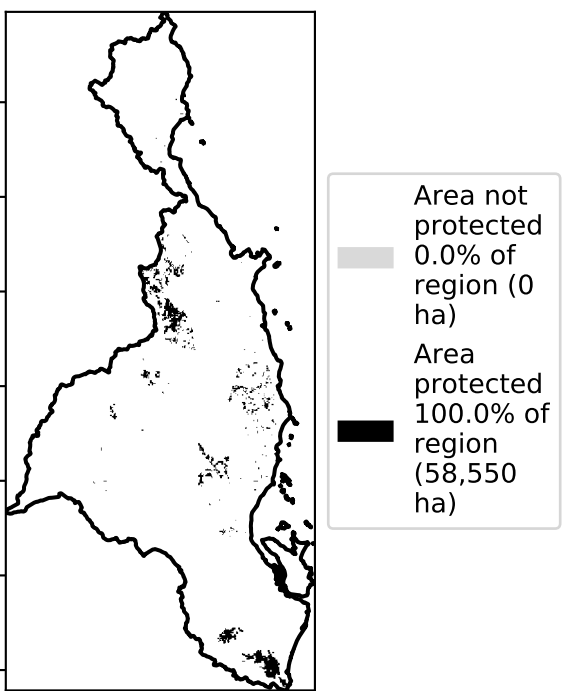 Area not
protected
0.0% of
region (0
ha)
Area
protected
100.0% of
region
(58,550
ha)